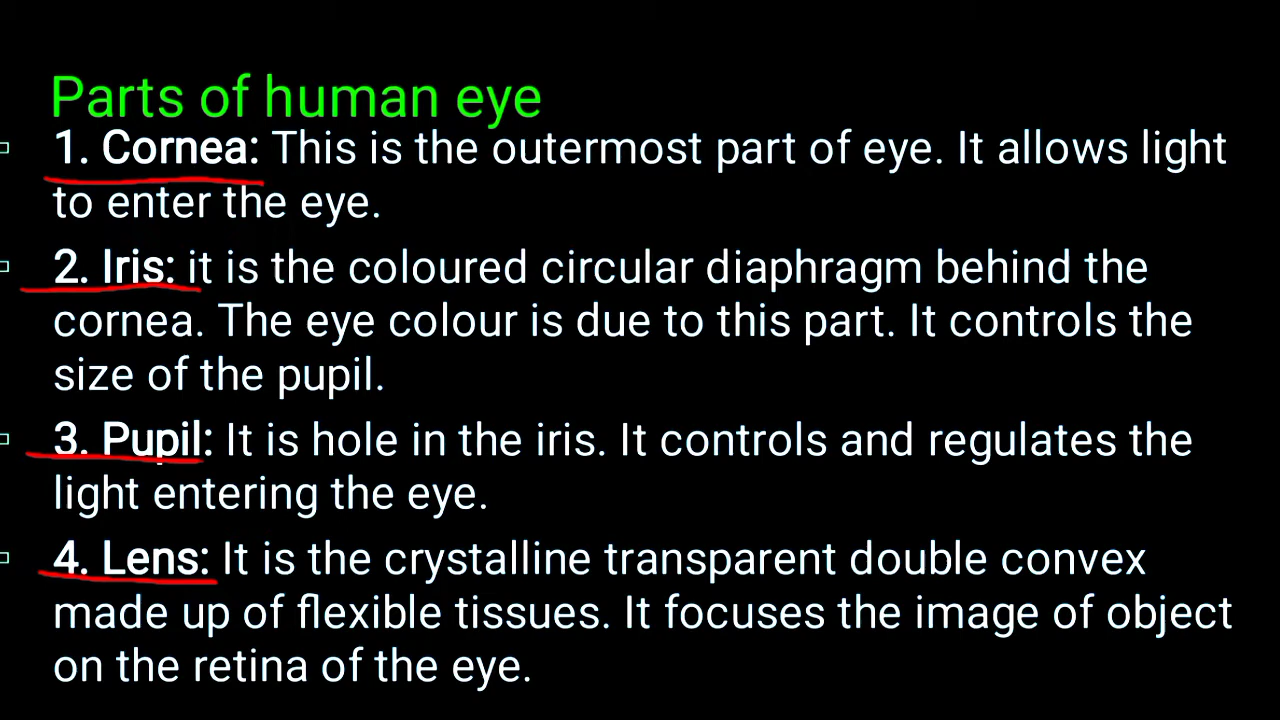 Parts of human eye
1. Cornea: This is the outermost part of eye. It allows light
to enter the eye.
2. Iris: it is the coloured circular diaphragm behind the
cornea. The eye colour is due to this part. It controls the
size of the pupil.
3. Pupil: It is hole in the iris. It controls and regulates the
light entering the eye.
4. Lens: It is the crystalline transparent double convex
made up of flexible tissues. It focuses the image of object
on the retina of the eye.